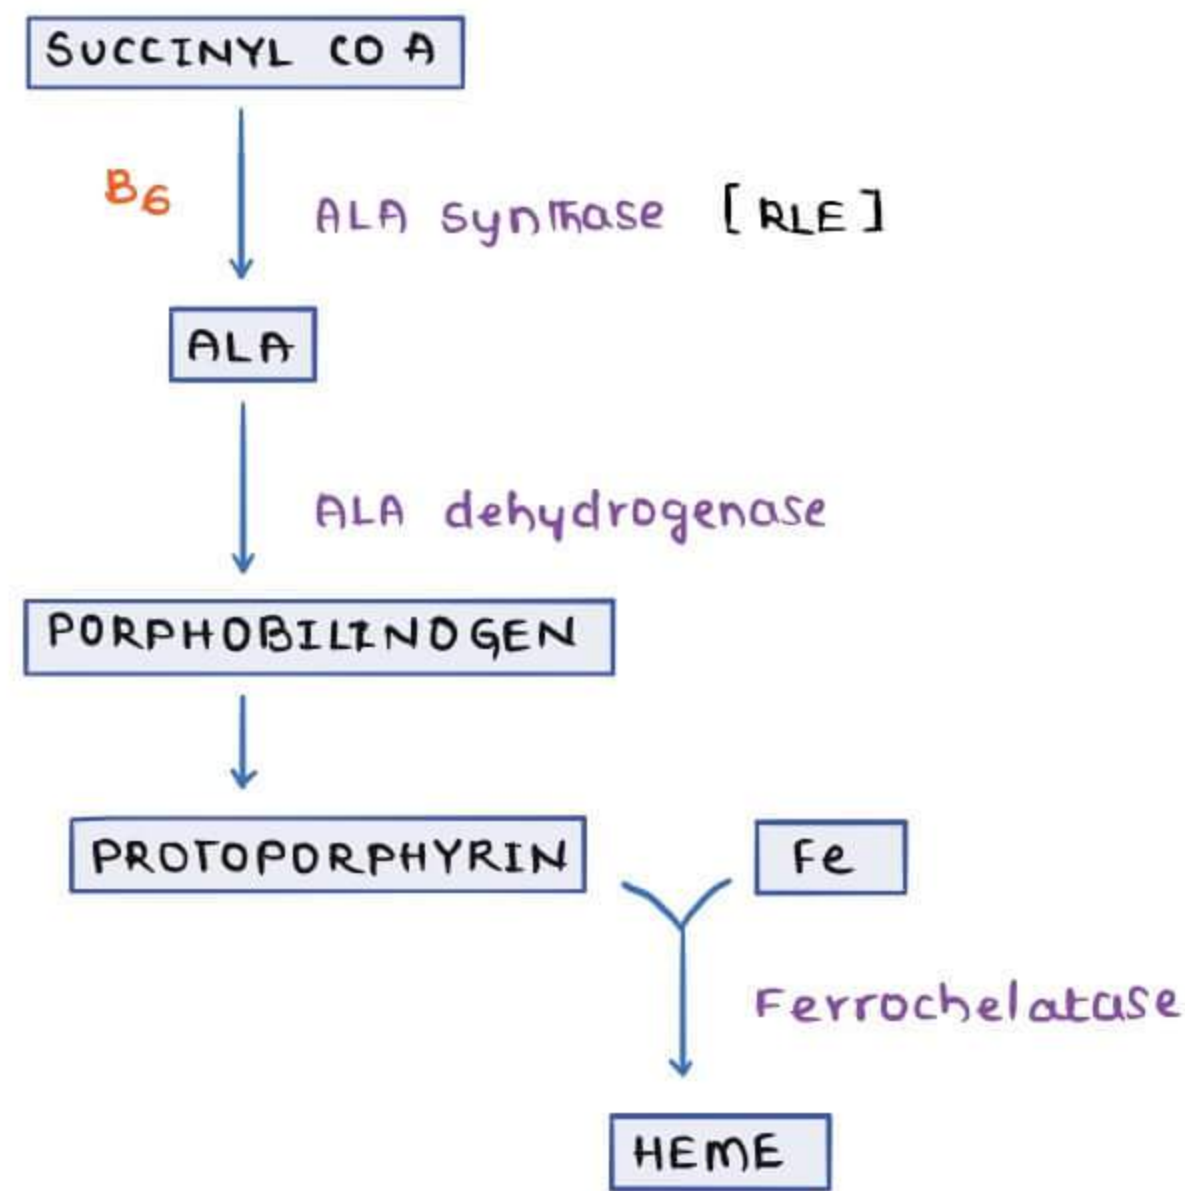 SUCCINYL CO A
B6
ALA synthase [RLE]
ALA
ALA dehydrogenase
PORPHOBILINOGEN
PROTOPORPHYRIN
Fe
Ferrochelatase
HEME